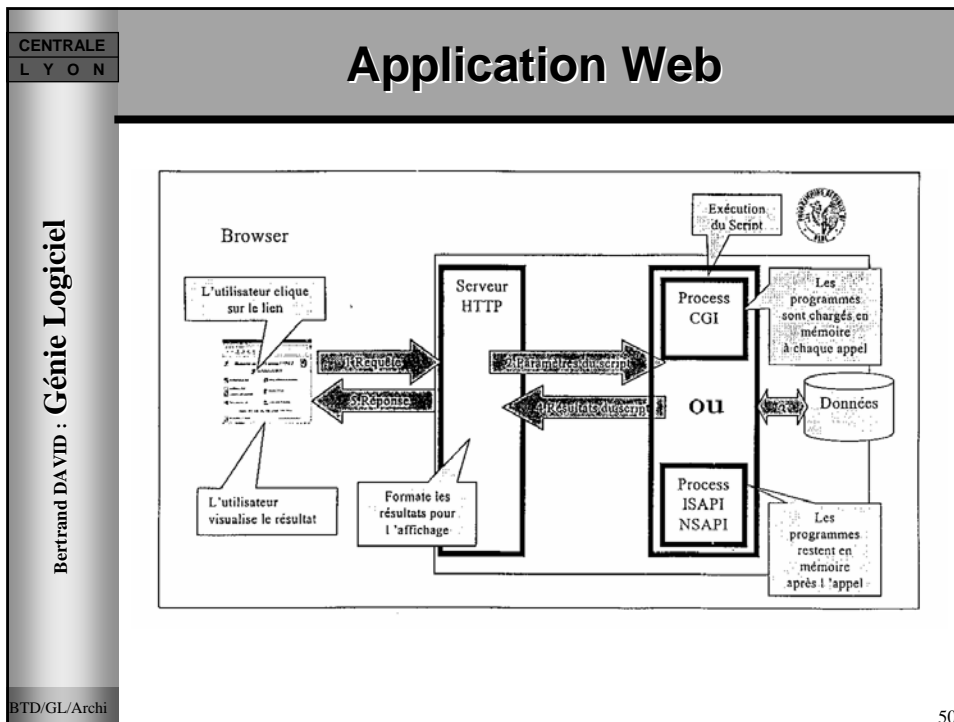 CENTRALE
L Y O N
Application Web
Bertrand DAVID : Génie Logiciel
BTD/GL/Archi
50
Browser
L'utilisateur clique
sur le lien
L'utilisateur
visualise le résultat
1.Requête
5.Réponse
Serveur
HTTP
Formate les
résultats pour
l 'affichage
2.Paramètres du script
4.Résultats du script
Exécution
du Script
Process
CGI
ou
Process
ISAPI
NSAPI
Les
programmes
sont chargés en
mémoire
à chaque appel
Données
Les
programmes
restent en
mémoire
après l 'appel